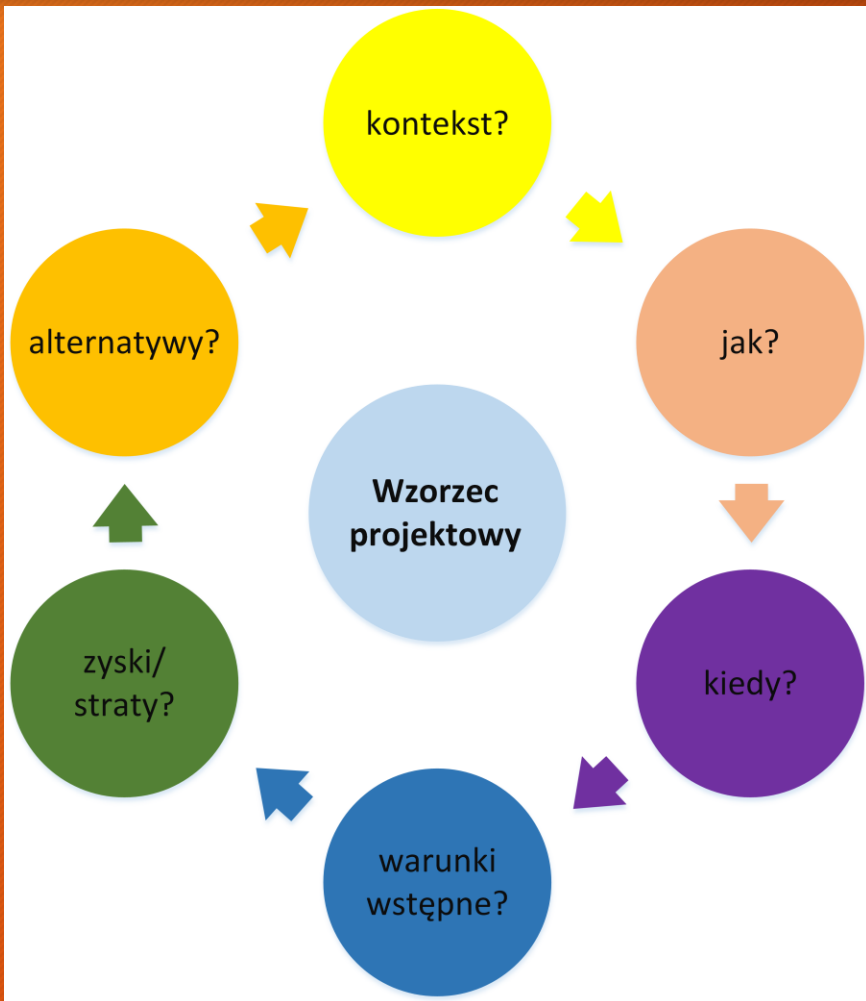 kontekst?
jak?
kiedy?
warunki
wstępne?
zyski/
straty?
alternatywy?
Wzorzec
projektowy